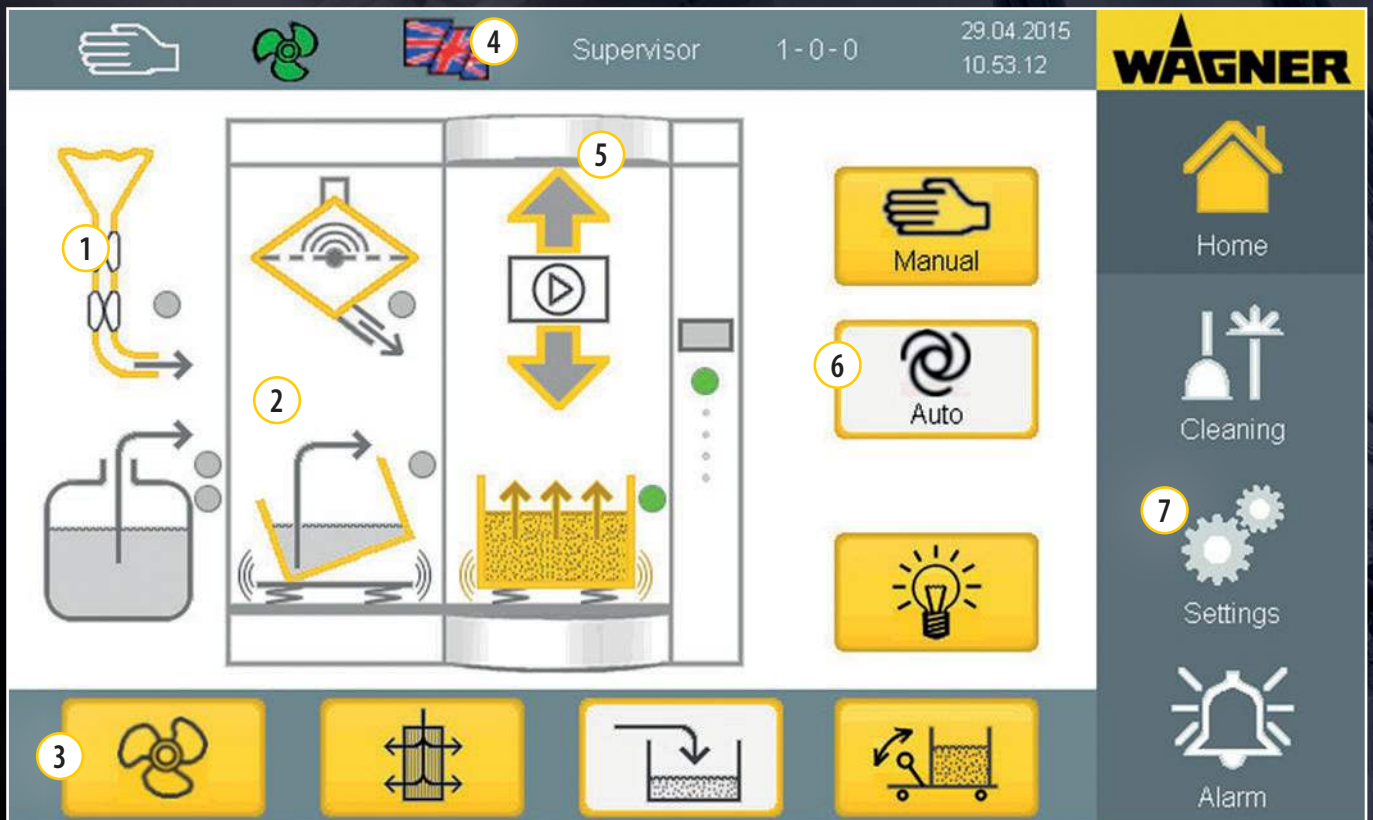 4
Supervisor
1-0-0
29.04.2015
10.53.12
WAGNER
5
1
Manual
Home
6
Auto
2
Cleaning
7
Settings
3
Alarm